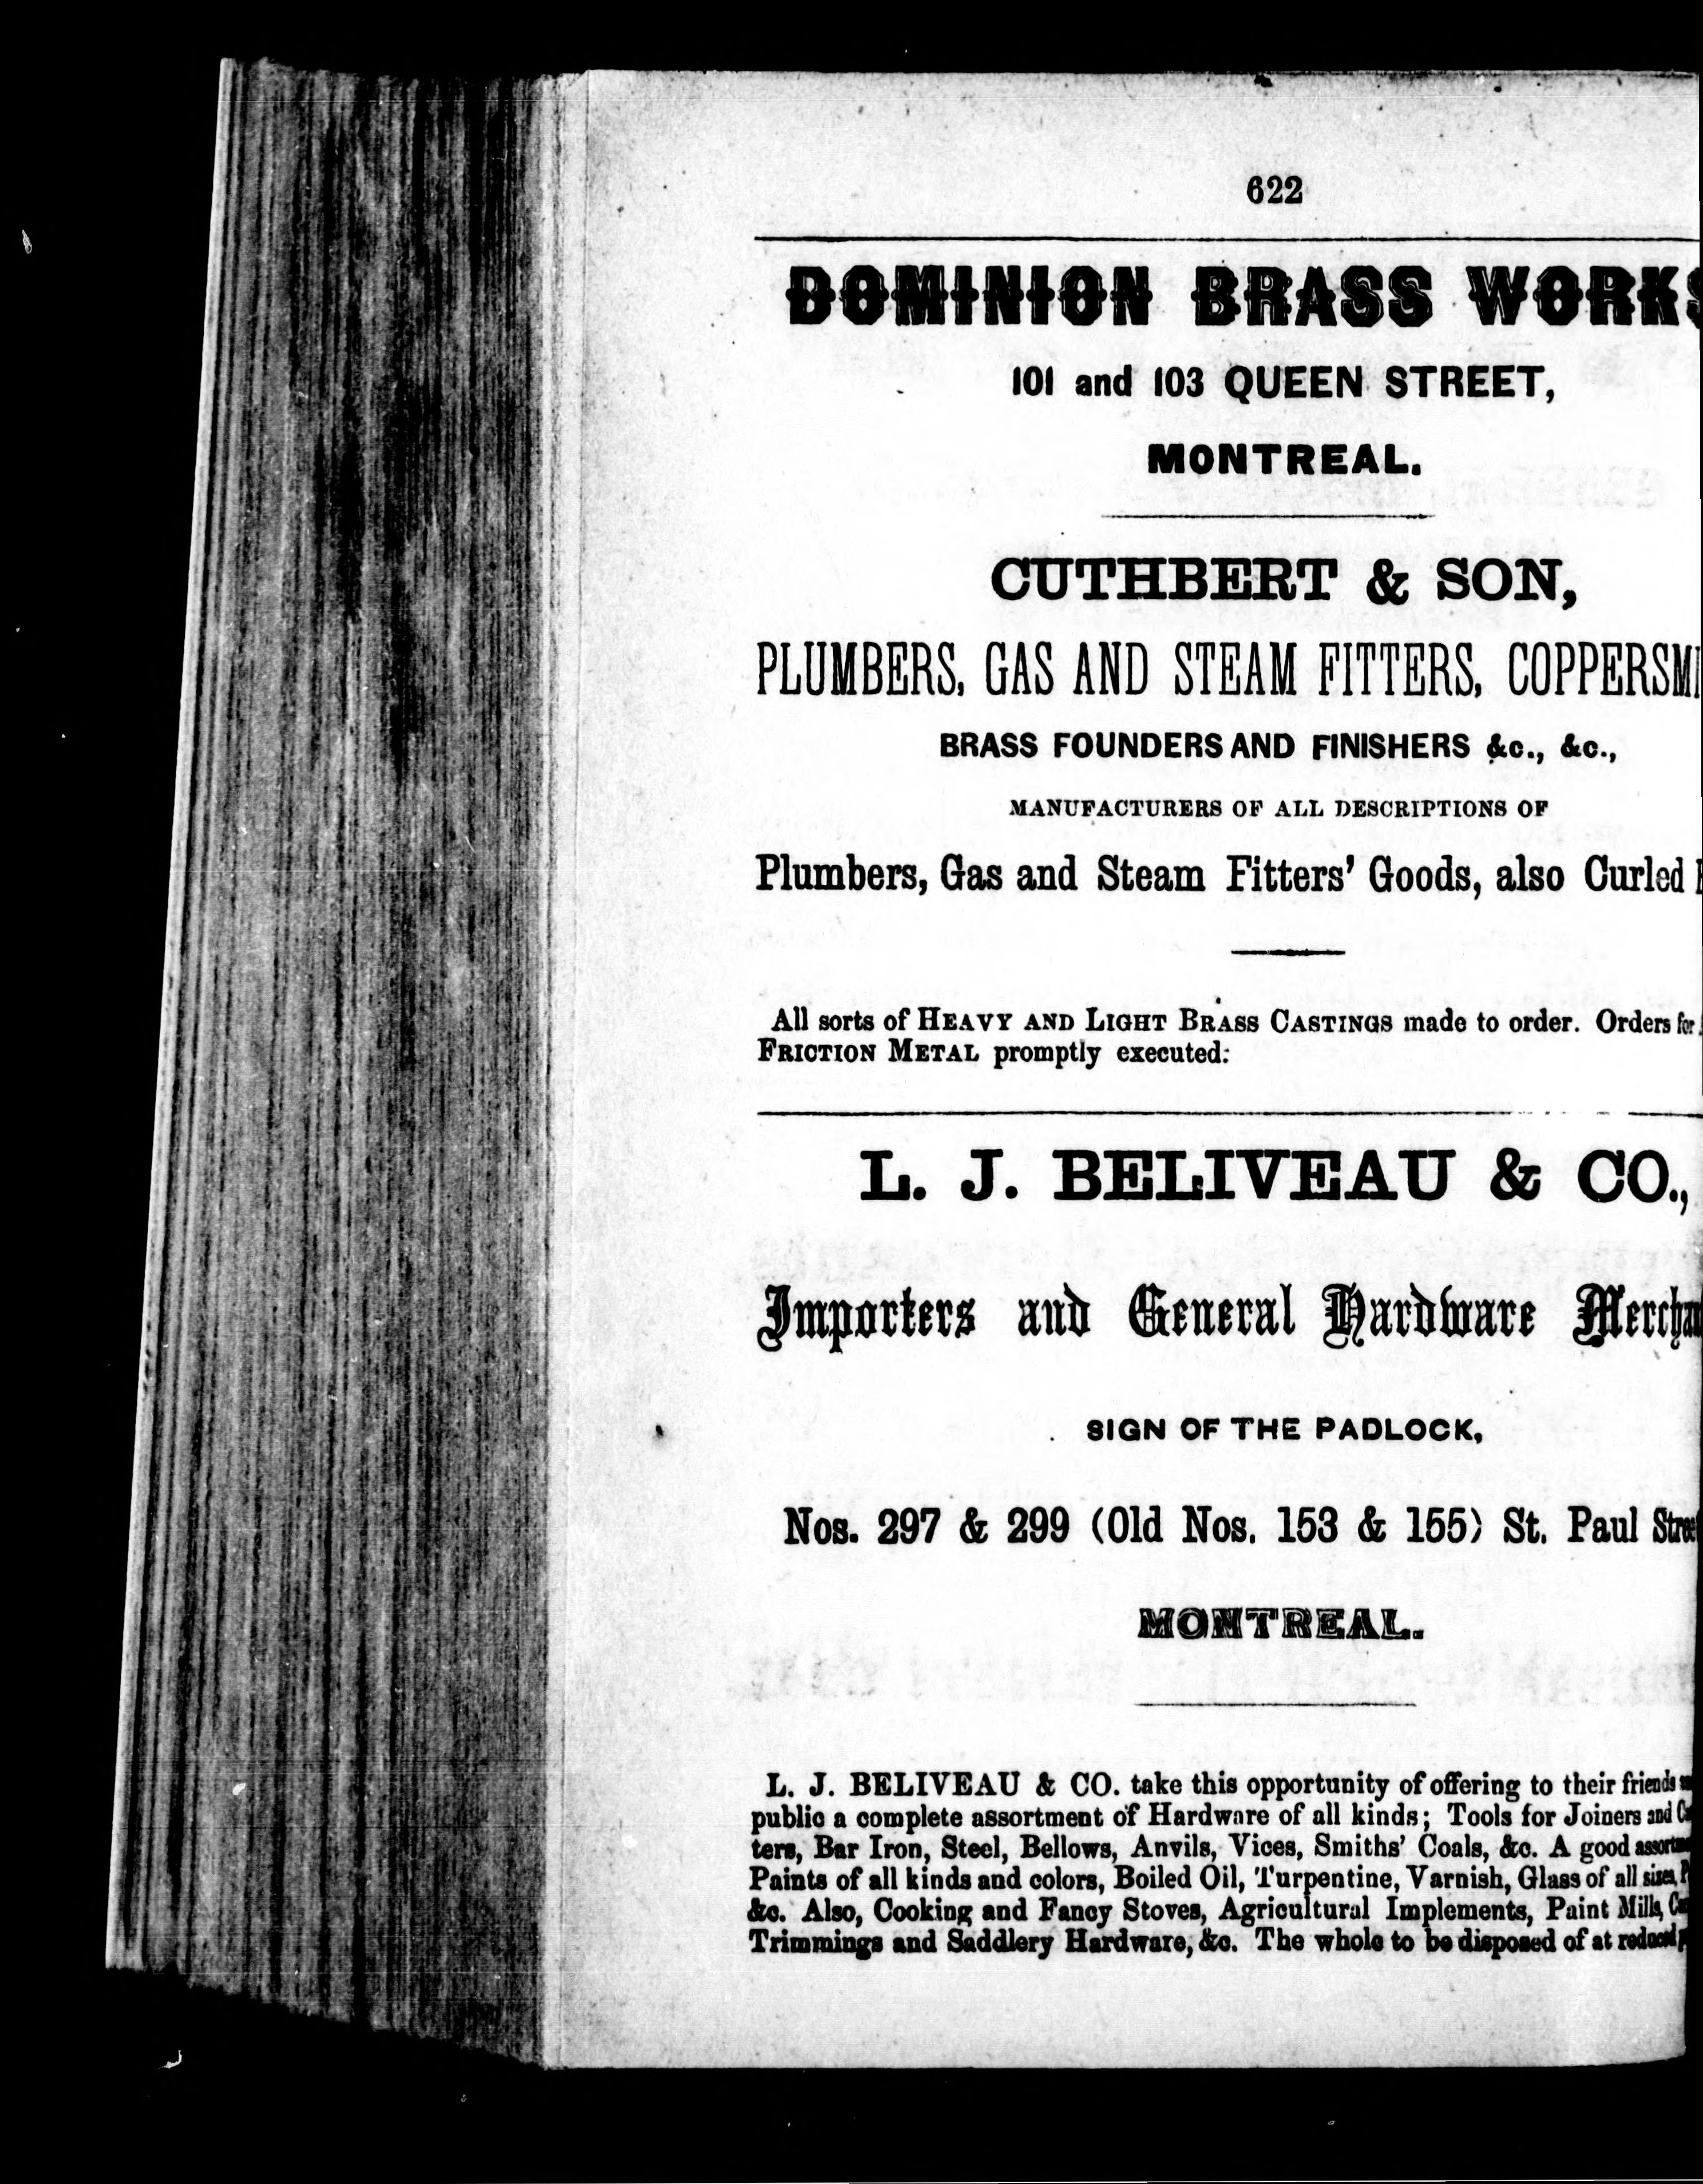 622
DOMINION BRASS WORKS
101 and 103 QUEEN STREET,
MONTREAL.
CUTHBERT & SON,
PLUMBERS, GAS AND STEAM FITTERS, COPPERSMI
BRASS FOUNDERS AND FINISHERS &c., &c.,
MANUFACTURERS OF ALL DESCRIPTIONS OF
Plumbers, Gas and Steam Fitters' Goods, also Curled
All sorts of HEAVY AND LIGHT BRASS CASTINGS made to order. Orders for
FRICTION METAL promptly executed:
L. J. BELIVEAU & CO.,
Importers and General Hardware Merchan
SIGN OF THE PADLOCK,
Nos. 297 & 299 (Old Nos. 153 & 155) St. Paul Stree
MONTREAL.
L. J. BELIVEAU & CO. take this opportunity of offering to their friends
public a complete assortment of Hardware of all kinds; Tools for Joiners and
ters, Bar Iron, Steel, Bellows, Anvils, Vices, Smiths' Coals, &c. A good assortm
Paints of all kinds and colors, Boiled Oil, Turpentine, Varnish, Glass of all sizes,
&c. Also, Cooking and Fancy Stoves, Agricultural Implements, Paint Mills,
Trimmings and Saddlery Hardware, &c. The whole to be disposed of at reduced